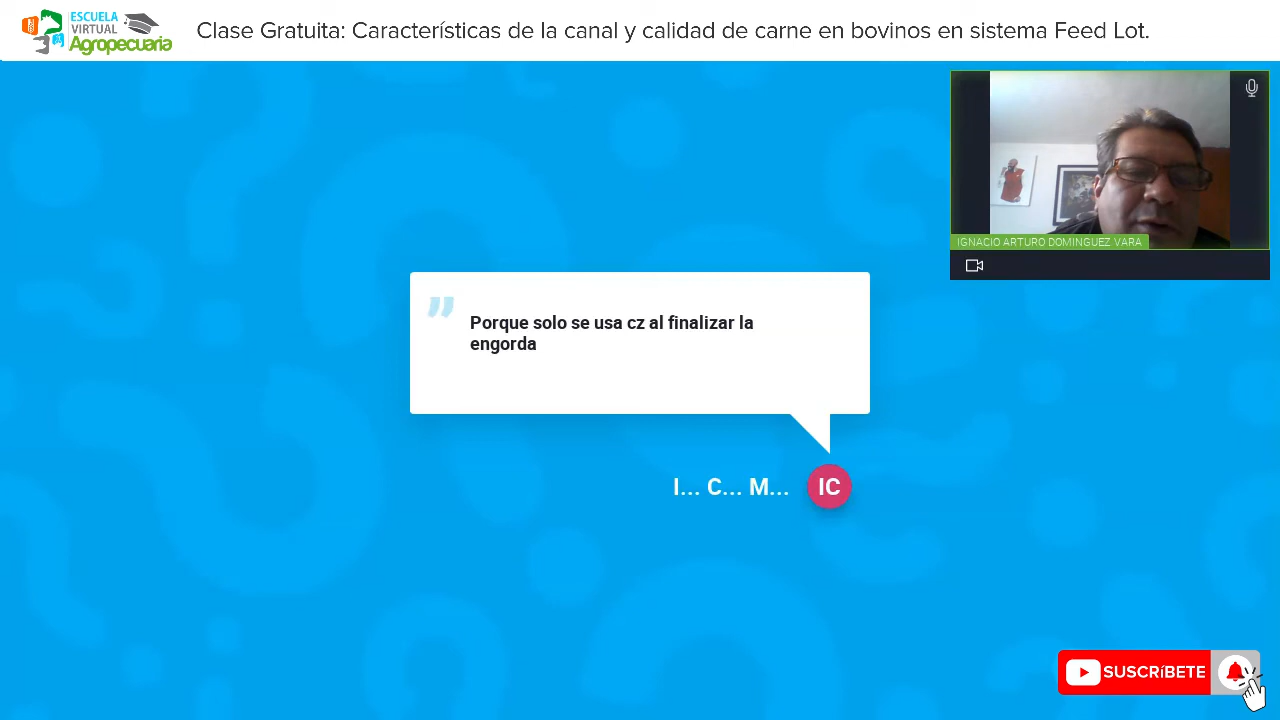 ESCUELA
VIRTUAL
Agropecuaria
Clase Gratuita: Características de la canal y calidad de carne en bovinos en sistema Feed Lot.
IGNACIO ARTURO DOMINGUEZ VARA
Porque solo se usa cz al finalizar la
engorda
I... C... M...
IC
SUSCRíBETE